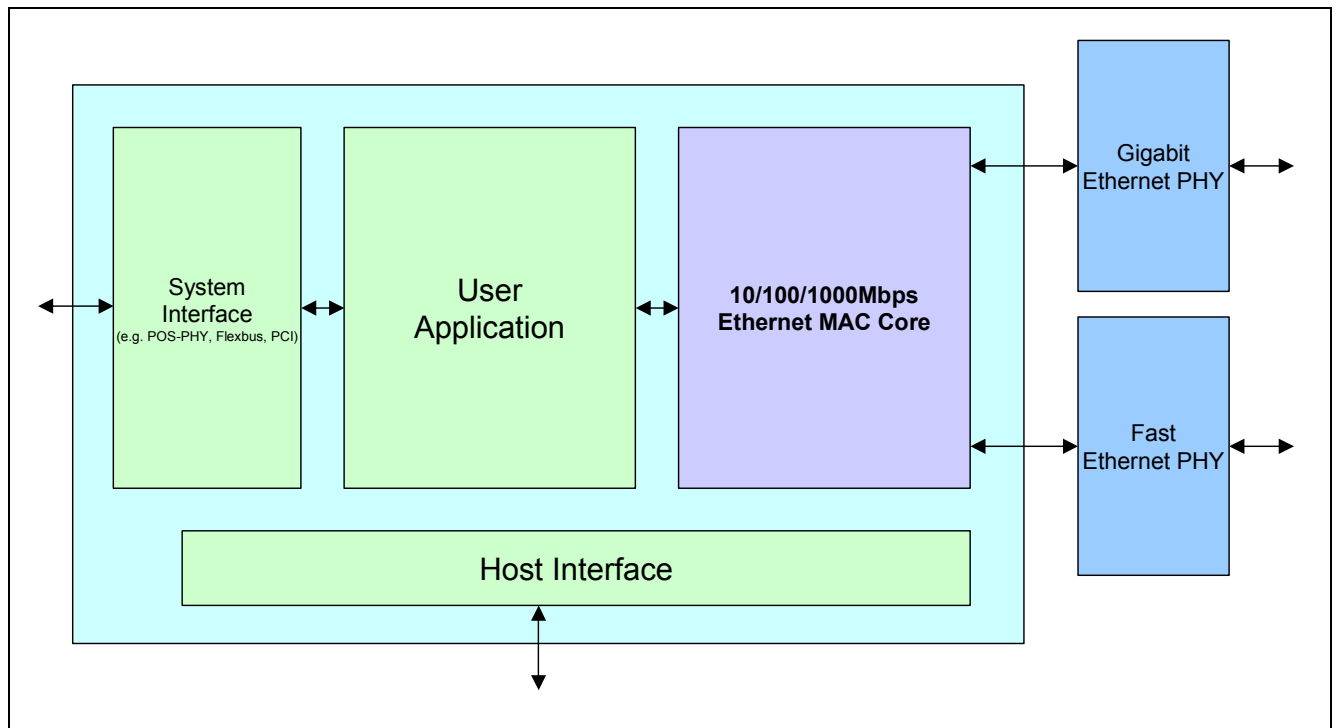 System
Interface
(e.g. POS-PHY, Flexbus, PCI)
User
Application
10/100/1000Mbps
Ethernet MAC Core
Gigabit
Ethernet PHY
Fast
Ethernet PHY
Host Interface